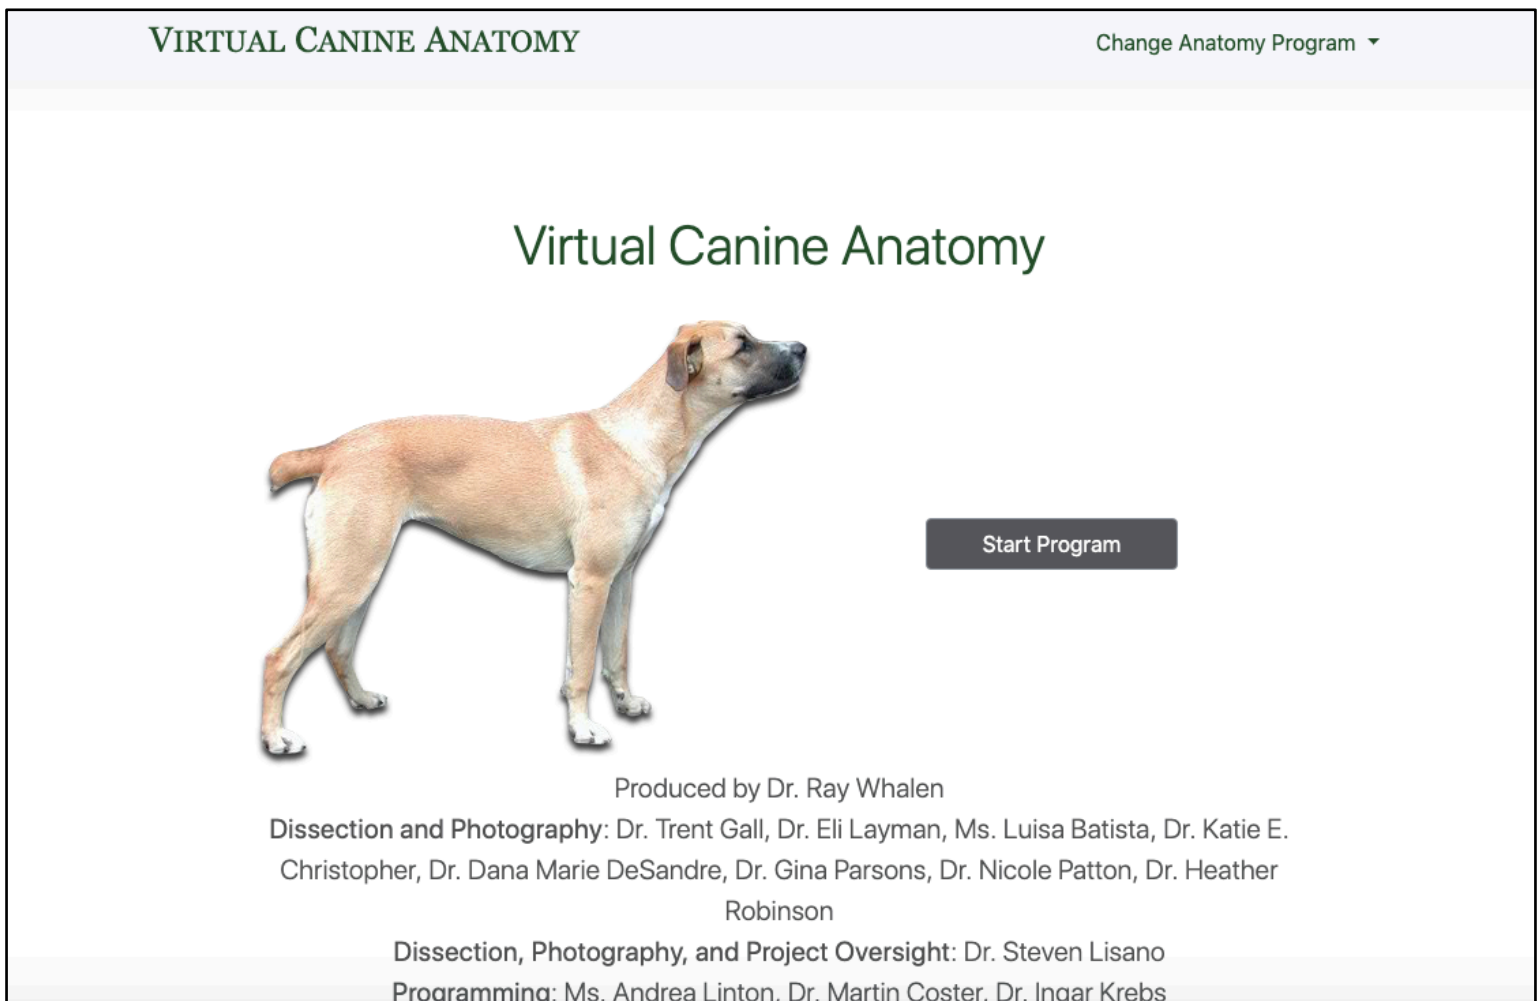 VIRTUAL CANINE ANATOMY
Change Anatomy Program
Virtual Canine Anatomy
Start Program
Produced by Dr. Ray Whalen
Dissection and Photography: Dr. Trent Gall, Dr. Eli Layman, Ms. Luisa Batista, Dr. Katie E.
Christopher, Dr. Dana Marie DeSandre, Dr. Gina Parsons, Dr. Nicole Patton, Dr. Heather
Robinson
Dissection, Photography, and Project Oversight: Dr. Steven Lisano
Programming: Ms. Andrea Linton, Dr. Martin Coster, Dr. Ingar Krebs